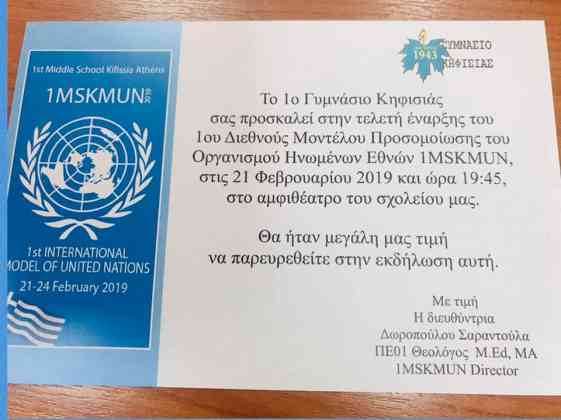 1st Middle School Kifissia Athens
1MSKMUN 2019
1st INTERNATIONAL
MODEL OF UNITED NATIONS
21-24 February 2019
1943
ΓΥΜΝΑΣΙΟ
ΚΗΦΙΣΙΑΣ
Το 1ο Γυμνάσιο Κηφισιάς
σας προσκαλεί στην τελετή έναρξης του
1ου Διεθνούς Μοντέλου Προσομοίωσης του
Οργανισμού Ηνωμένων Εθνών 1MSKMUN,
στις 21 Φεβρουαρίου 2019 και ώρα 19:45,
στο αμφιθέατρο του σχολείου μας.
Θα ήταν μεγάλη μας τιμή
να παρευρεθείτε στην εκδήλωση αυτή.
Με τιμή
Η διευθύντρια
Δωροπούλου Σαραντούλα
ΠΕ01 Θεολόγος M.Ed, MA
1MSKMUN Director